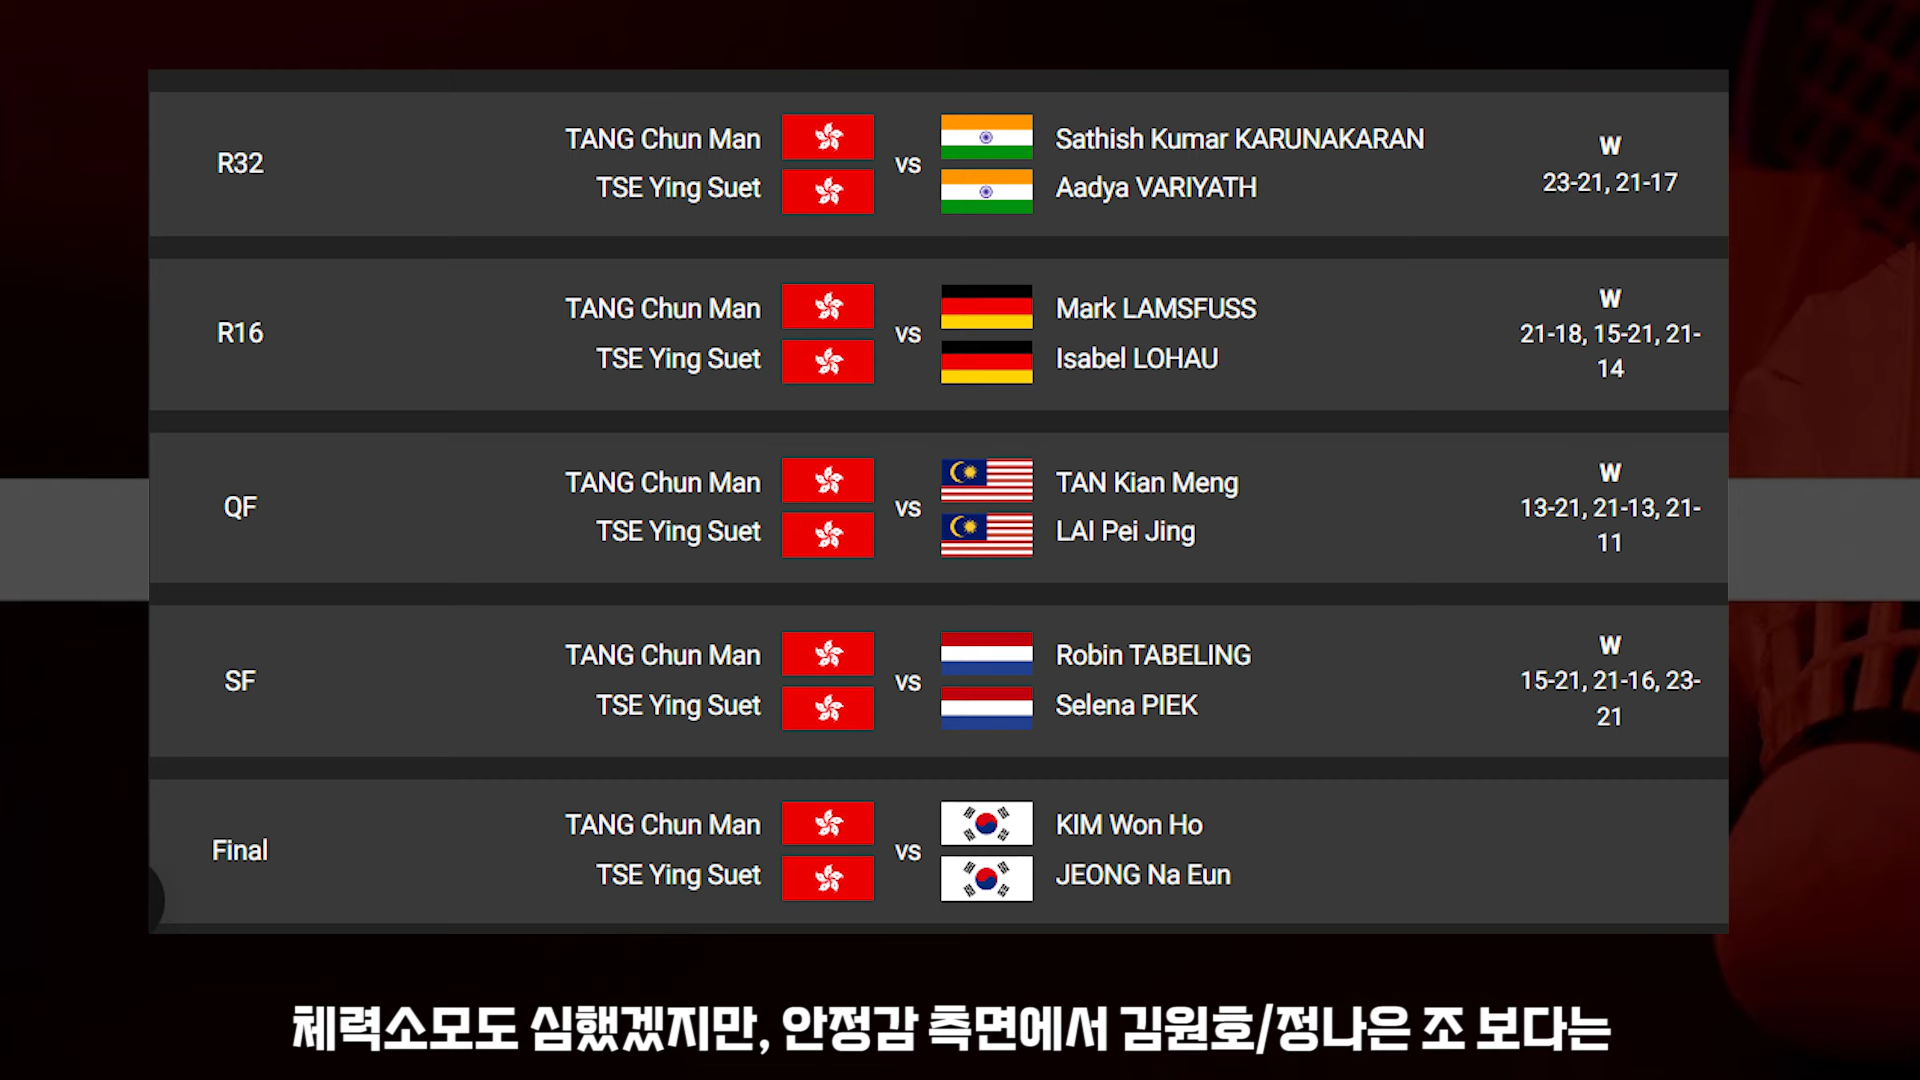 R32
TANG Chun Man
TSE Ying Suet
vs
Sathish Kumar KARUNAKARAN
Aadya VARIYATH
W
23-21, 21-17
R16
TANG Chun Man
TSE Ying Suet
vs
Mark LAMSFUSS
Isabel LOHAU
W
21-18, 15-21, 21-
14
QF
TANG Chun Man
TSE Ying Suet
vs
TAN Kian Meng
LAI Pei Jing
W
13-21, 21-13, 21-
11
SF
TANG Chun Man
TSE Ying Suet
vs
Robin TABELING
Selena PIEK
W
15-21, 21-16, 23-
21
Final
TANG Chun Man
TSE Ying Suet
vs
KIM Won Ho
JEONG Na Eun
체력소모도 심했겠지만, 안정감 측면에서 김원호/정나은 조 보다는